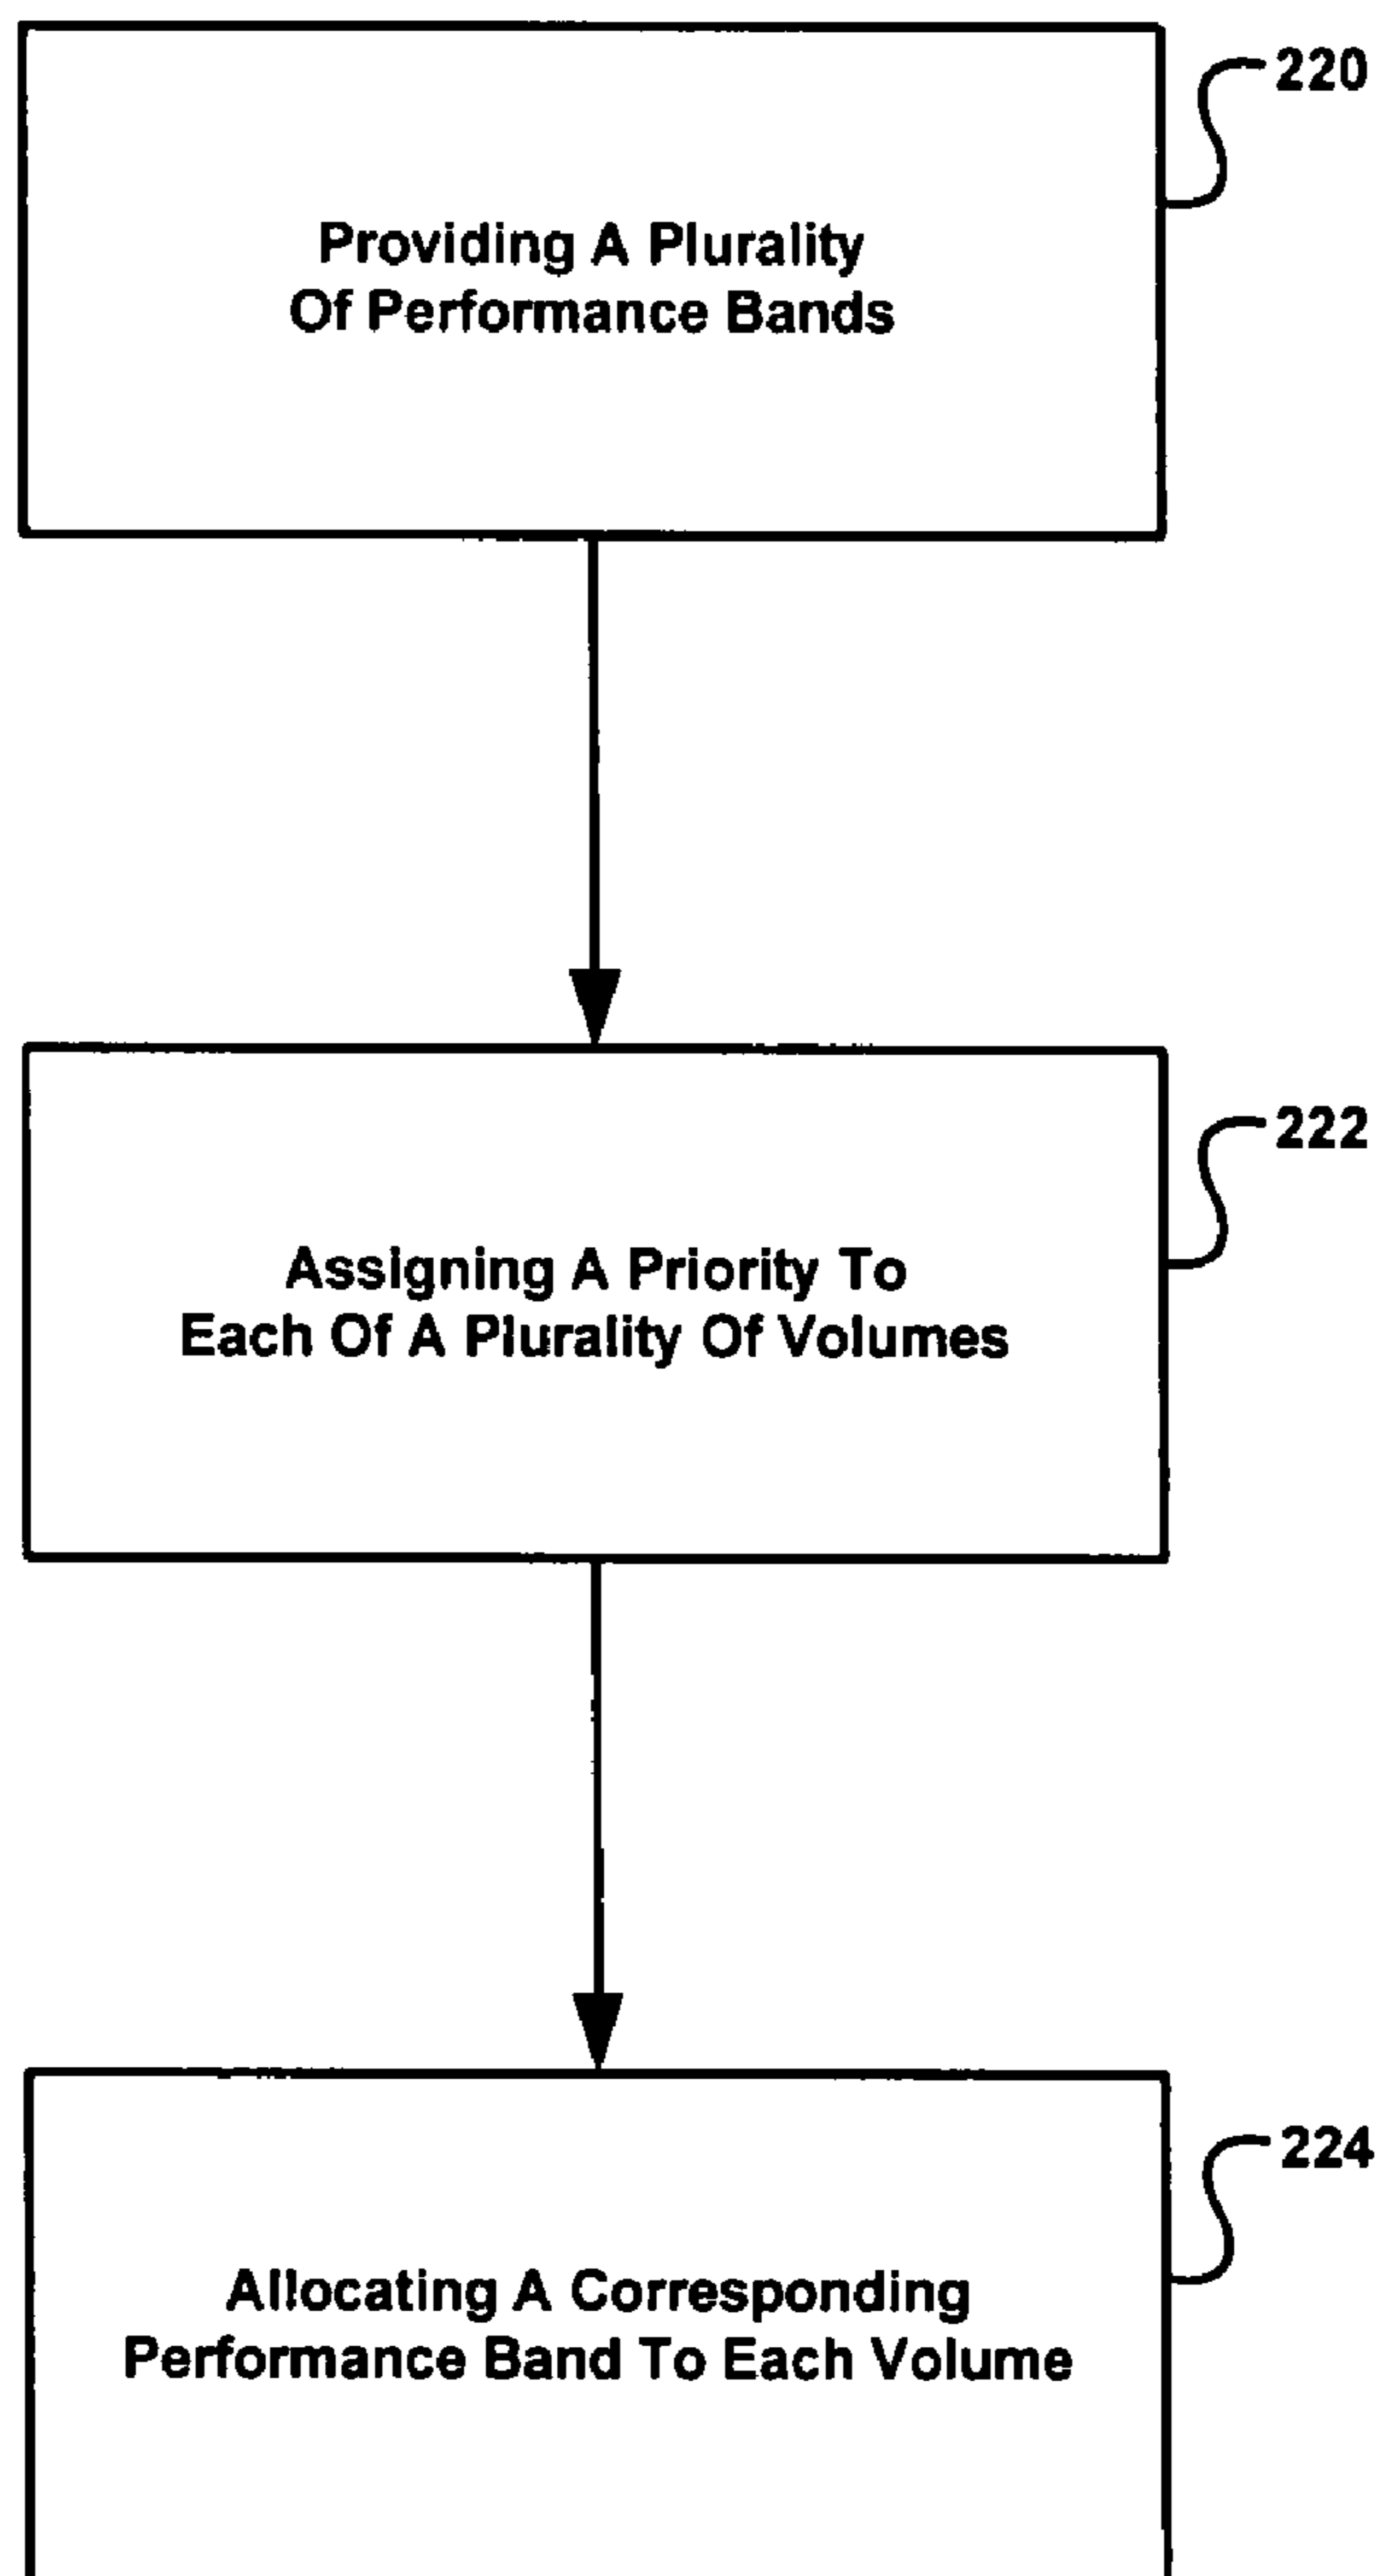 220
Providing A Plurality
Of Performance Bands
222
Assigning A Priority To
Each Of A Plurality Of Volumes
224
Allocating A Corresponding
Performance Band To Each Volume